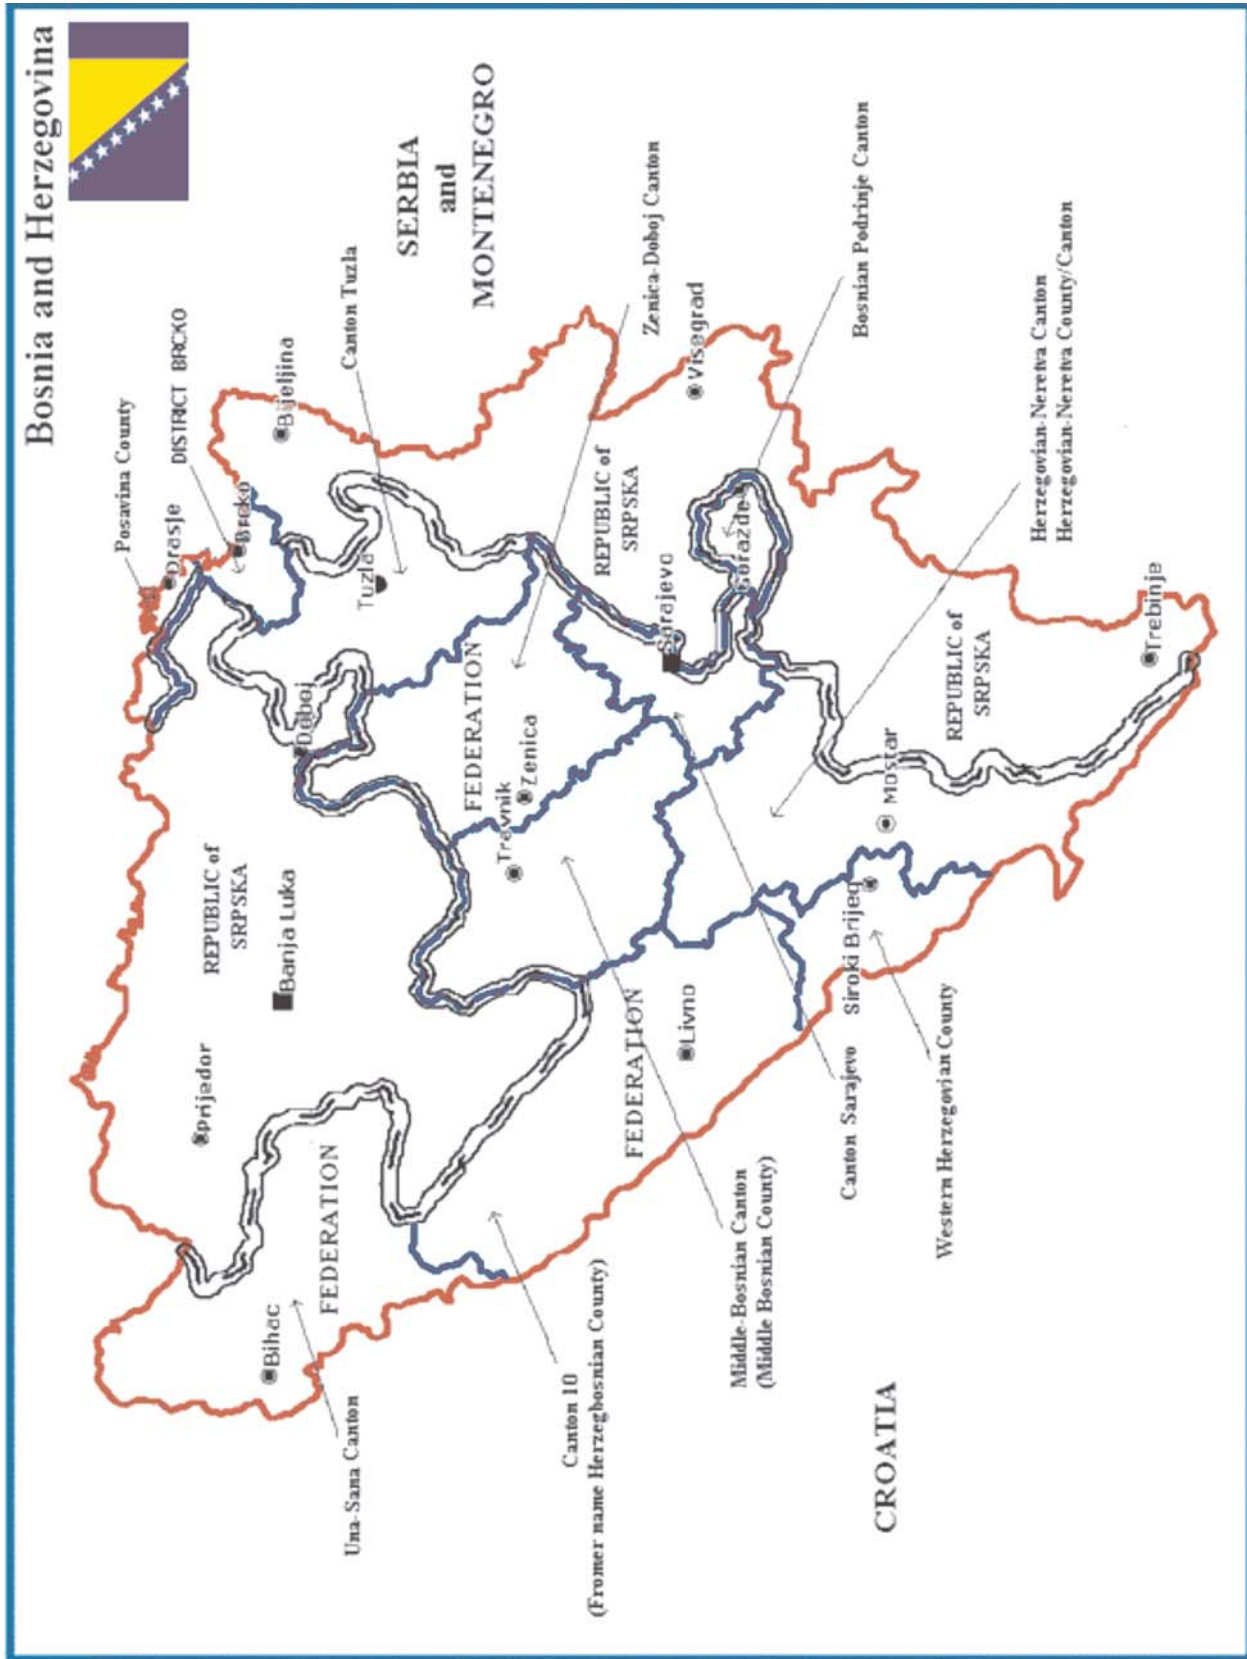 Bosnia and Herzegovina
Posavina County
DISTRICT BRCKO
Orasje
Brcko
Bijeljina
Canton Tuzla
SERBIA
and
MONTENEGRO
Prijedor
Banja Luka
REPUBLIC of
SRPSKA
Doboj
Tuzla
Bihac
FEDERATION
FEDERATION
Zenica
Travnik
REPUBLIC of
SRPSKA
Zenica-Doboj Canton
Visegrad
Una-Sana Canton
FEDERATION
Livno
Sarajevo
Gorazde
Bosnian Podrinje Canton
Canton 10
(Fromer name Herzegbosnian County)
Middle-Bosnian Canton
(Middle Bosnian County)
Canton Sarajevo
Siroki Brijeg
Mostar
REPUBLIC of
SRPSKA
Herzegovian-Neretva Canton
Herzegovian-Neretva County/Canton
Western Herzegovian County
Trebinje
CROATIA